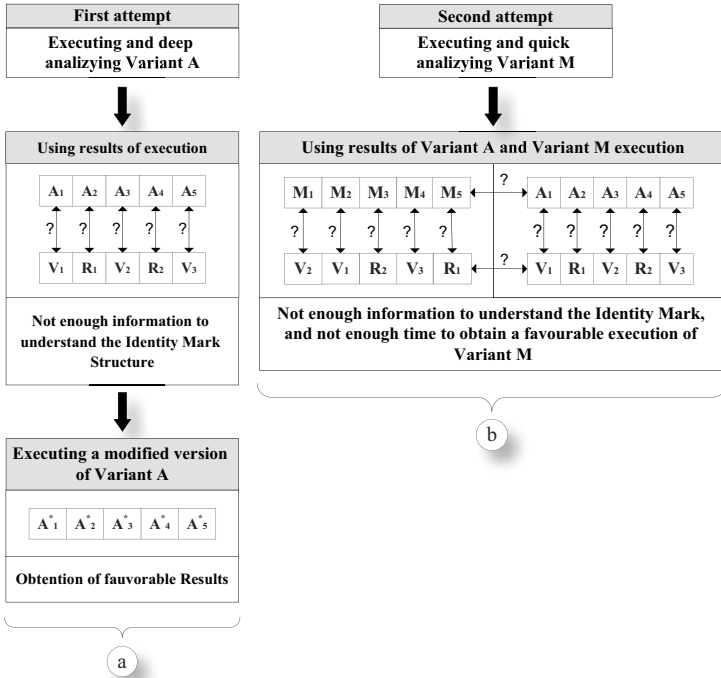 First attempt
Executing and deep
analizying Variant A
Using results of execution
A1 A2 A3 A4 A5
? ? ? ? ?
V1 R1 V2 R2 V3
Not enough information to
understand the Identity Mark
Structure
Executing a modified version
of Variant A
A*1 A*2 A*3 A*4 A*5
Obtention of fauvorable Results
a
Second attempt
Executing and quick
analizying Variant M
Using results of Variant A and Variant M execution
M1 M2 M3 M4 M5 ? A1 A2 A3 A4 A5
? ? ? ? ? ? ? ? ? ?
V2 V1 R2 V3 R1 ? V1 R1 V2 R2 V3
Not enough information to understand the Identity Mark,
and not enough time to obtain a favourable execution of
Variant M
b